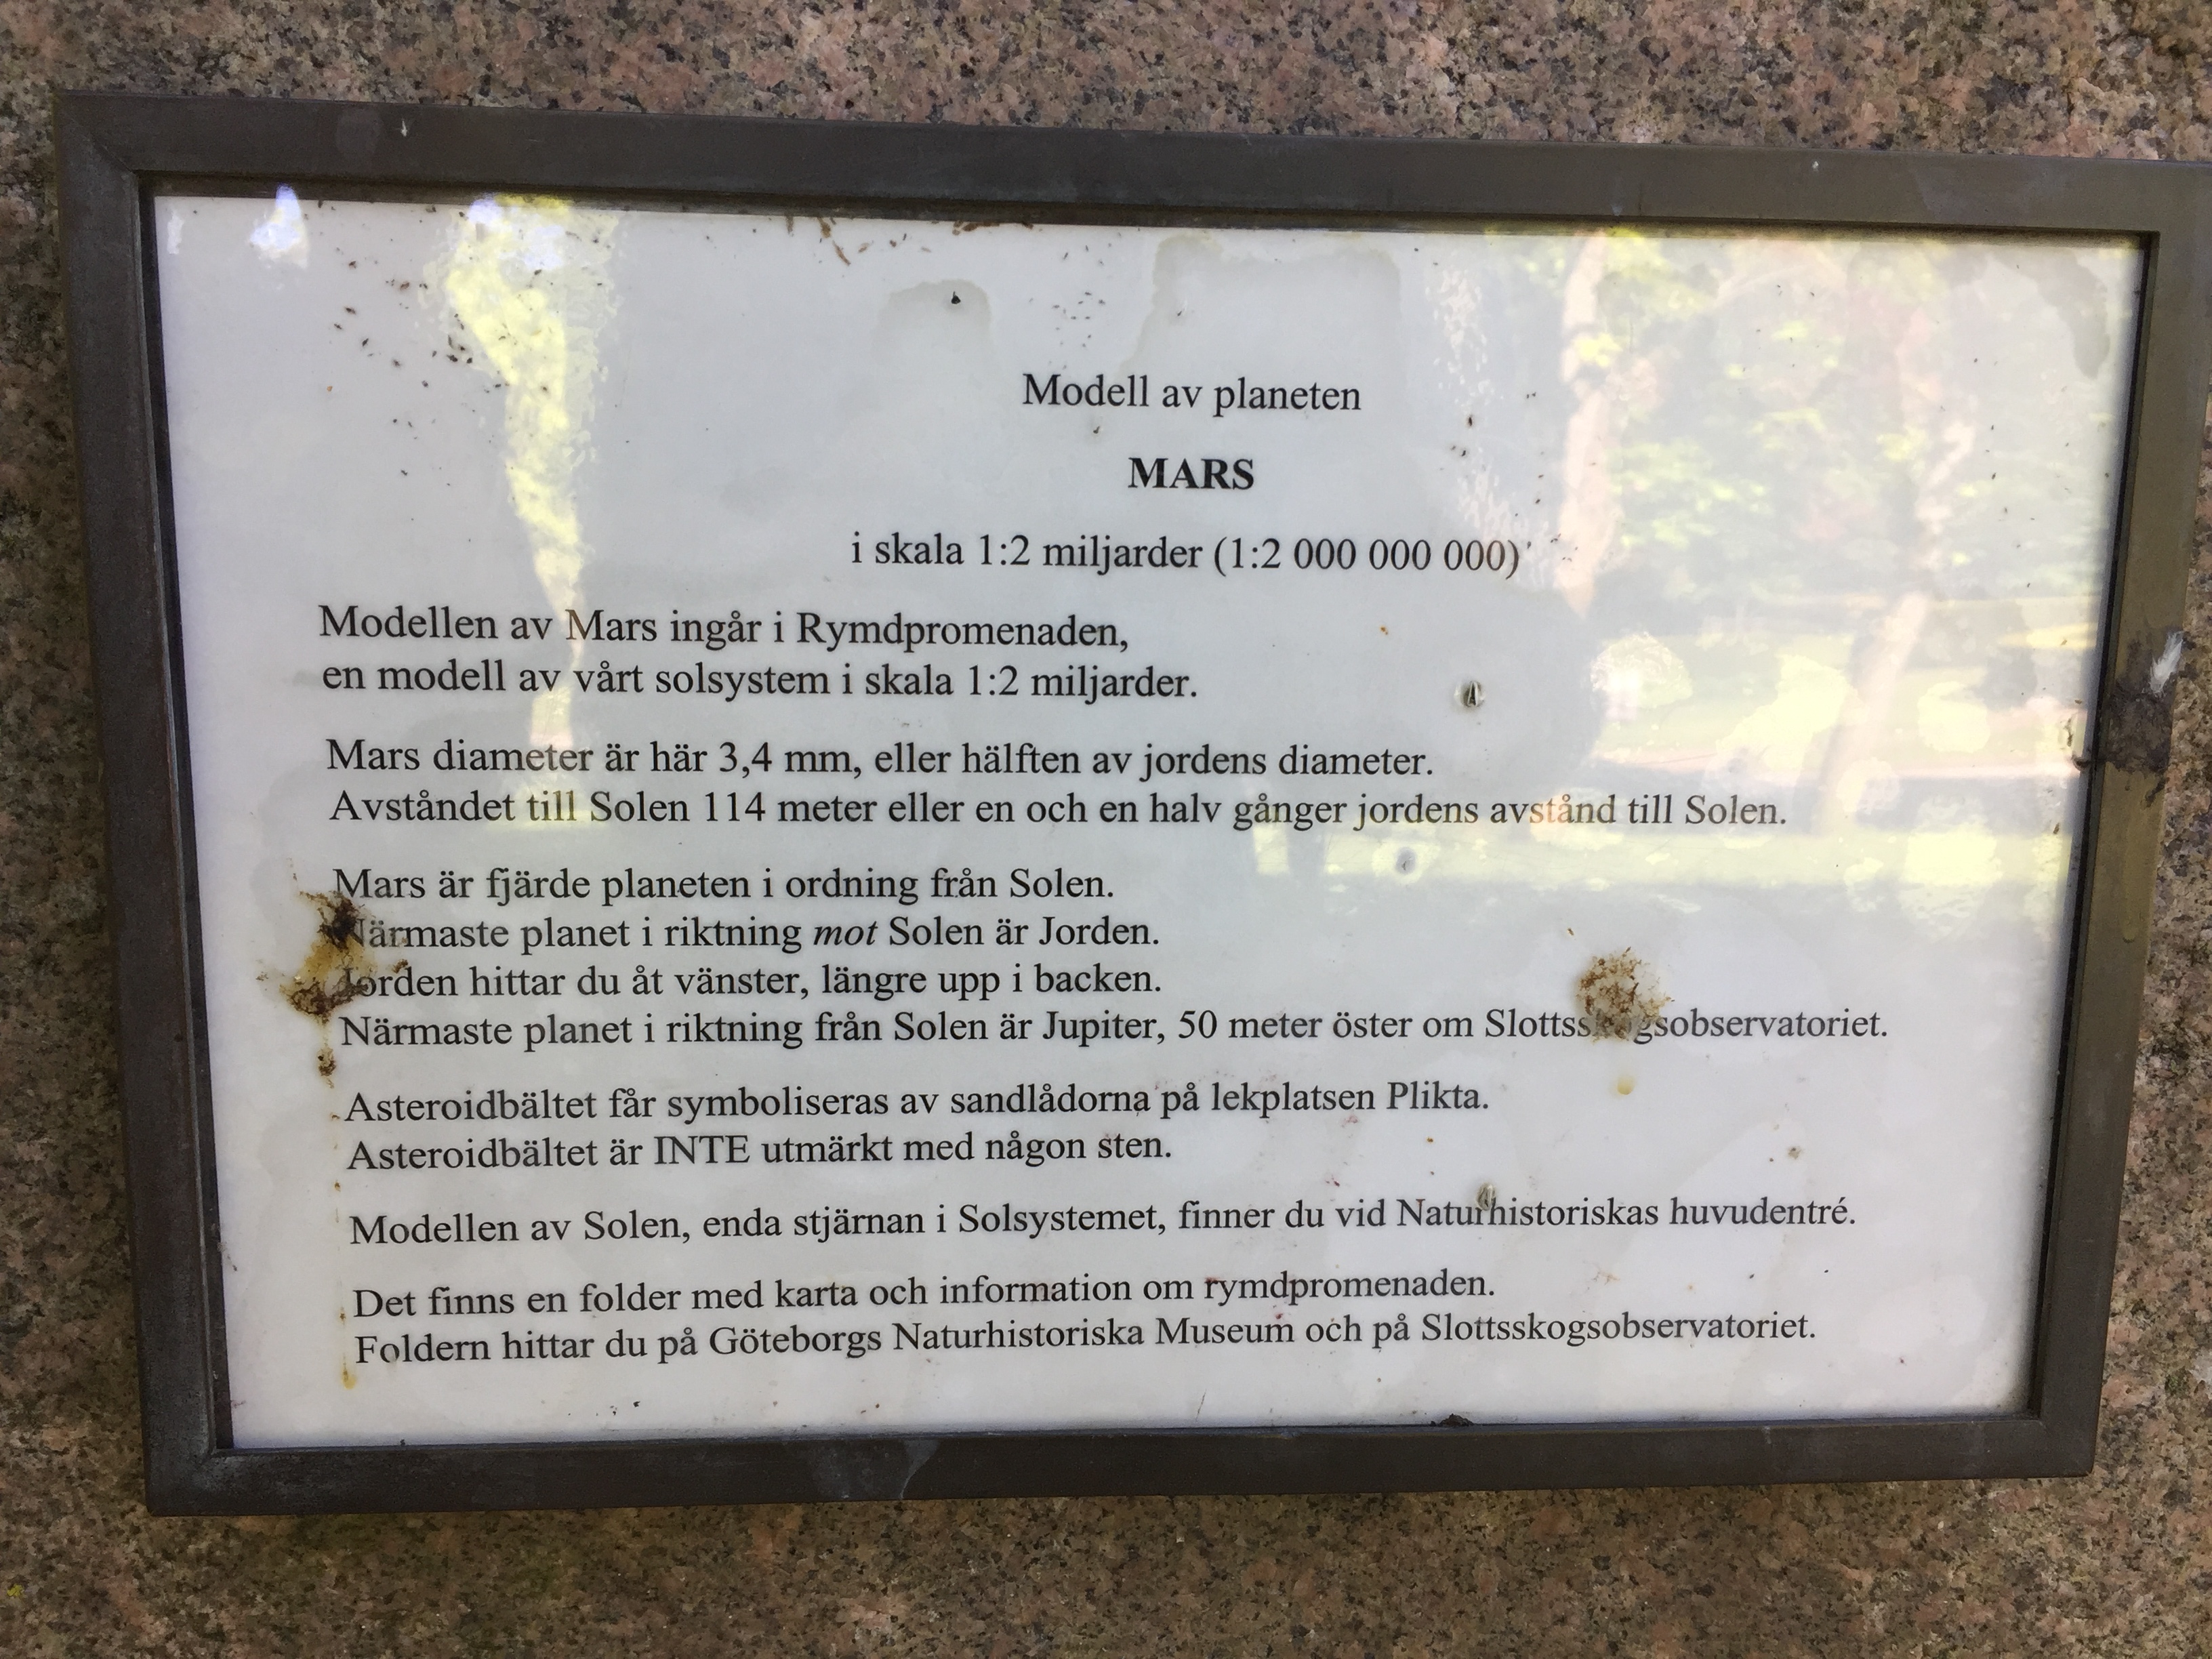 Modell av planeten
MARS
i skala 1:2 miljarder (1:2 000 000 000)
Modellen av Mars ingår i Rymdpromenaden,
en modell av vårt solsystem i skala 1:2 miljarder.
Mars diameter är här 3,4 mm, eller hälften av jordens diameter.
Avståndet till Solen 114 meter eller en och en halv gånger jordens avstånd till Solen.
Mars är fjärde planeten i ordning från Solen.
Närmaste planet i riktning mot Solen är Jorden.
Jorden hittar du åt vänster, längre upp i backen.
Närmaste planet i riktning från Solen är Jupiter, 50 meter öster om Slottsskogsobservatoriet.
Asteroidbältet får symboliseras av sandlådorna på lekplatsen Plikta.
Asteroidbältet är INTE utmärkt med någon sten.
Modellen av Solen, enda stjärnan i Solsystemet, finner du vid Naturhistoriskas huvudentré.
Det finns en folder med karta och information om rymdpromenaden.
Foldern hittar du på Göteborgs Naturhistoriska Museum och på Slottsskogsobservatoriet.